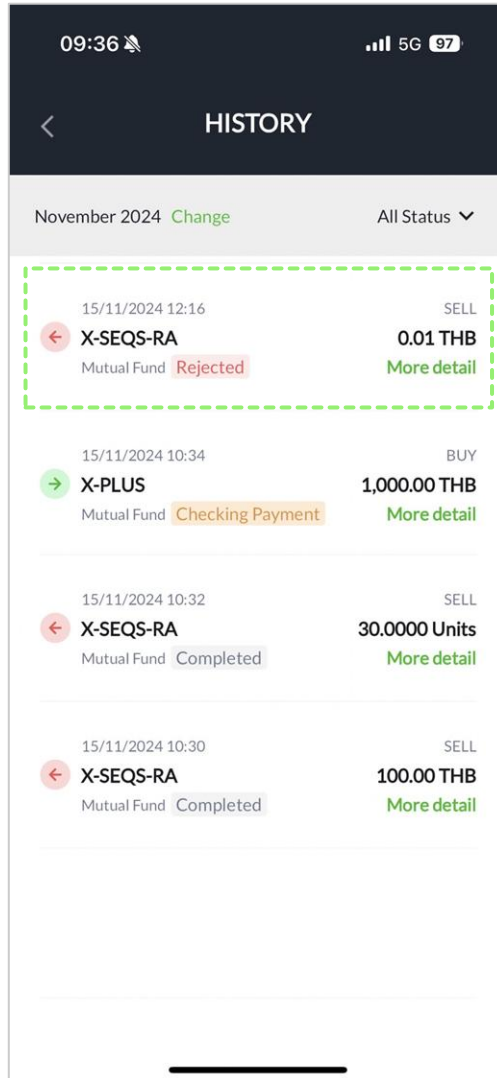 09:36 5G 97
HISTORY
November 2024 Change All Status
15/11/2024 12:16 SELL
X-SEQS-RA 0.01 THB
Mutual Fund Rejected More detail
15/11/2024 10:34 BUY
X-PLUS 1,000.00 THB
Mutual Fund Checking Payment More detail
15/11/2024 10:32 SELL
X-SEQS-RA 30.0000 Units
Mutual Fund Completed More detail
15/11/2024 10:30 SELL
X-SEQS-RA 100.00 THB
Mutual Fund Completed More detail